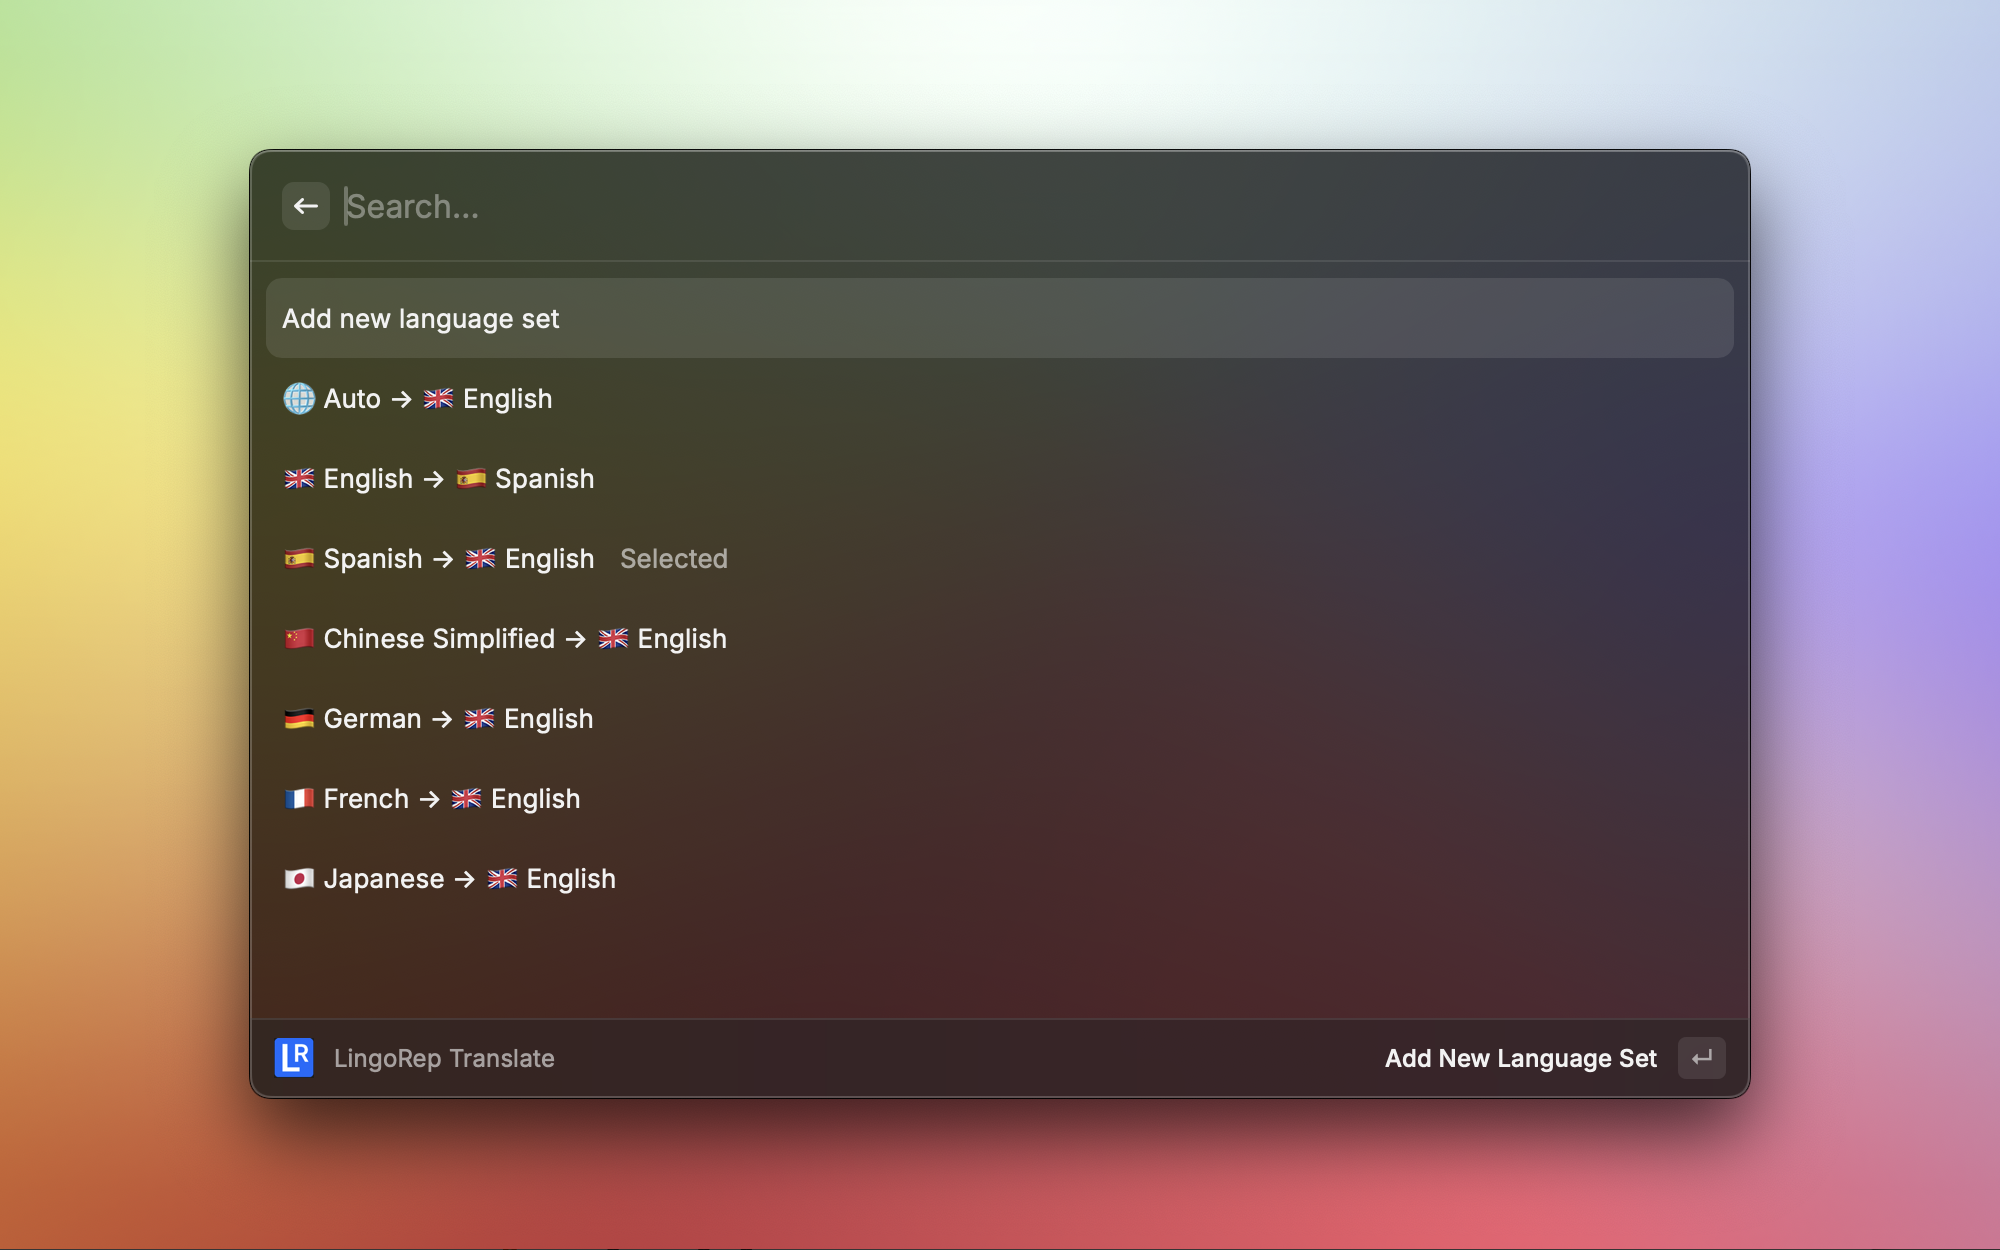 Search...
Add new language set
Auto → English
English → Spanish
Spanish → English Selected
Chinese Simplified → English
German → English
French → English
Japanese → English
LR LingoRep Translate Add New Language Set